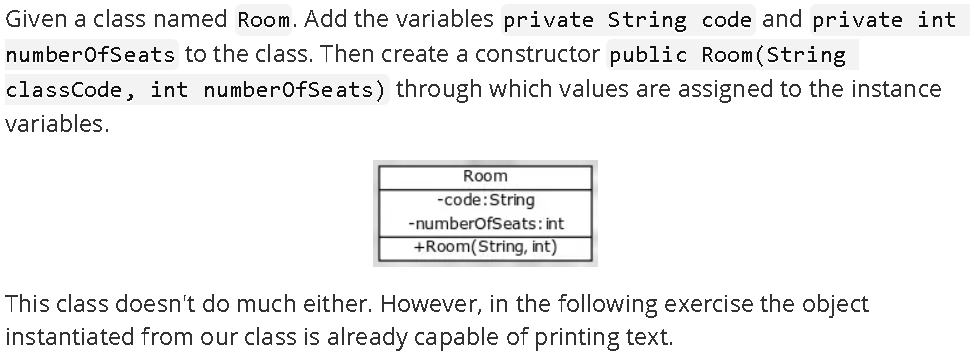 Given a class named Room. Add the variables private String code and private int
numberOfSeats to the class. Then create a constructor public Room(String
classCode, int numberOfSeats) through which values are assigned to the instance
variables.
Room
-code:String
-numberOfSeats:int
+Room(String, int)
This class doesn't do much either. However, in the following exercise the object
instantiated from our class is already capable of printing text.